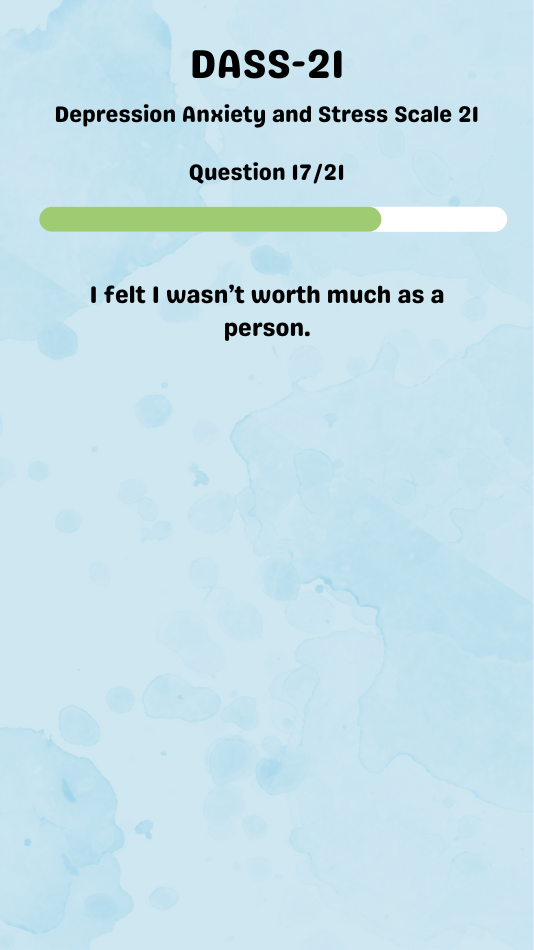 DASS-21
Depression Anxiety and Stress Scale 21
Question 17/21
I felt I wasn’t worth much as a
person.